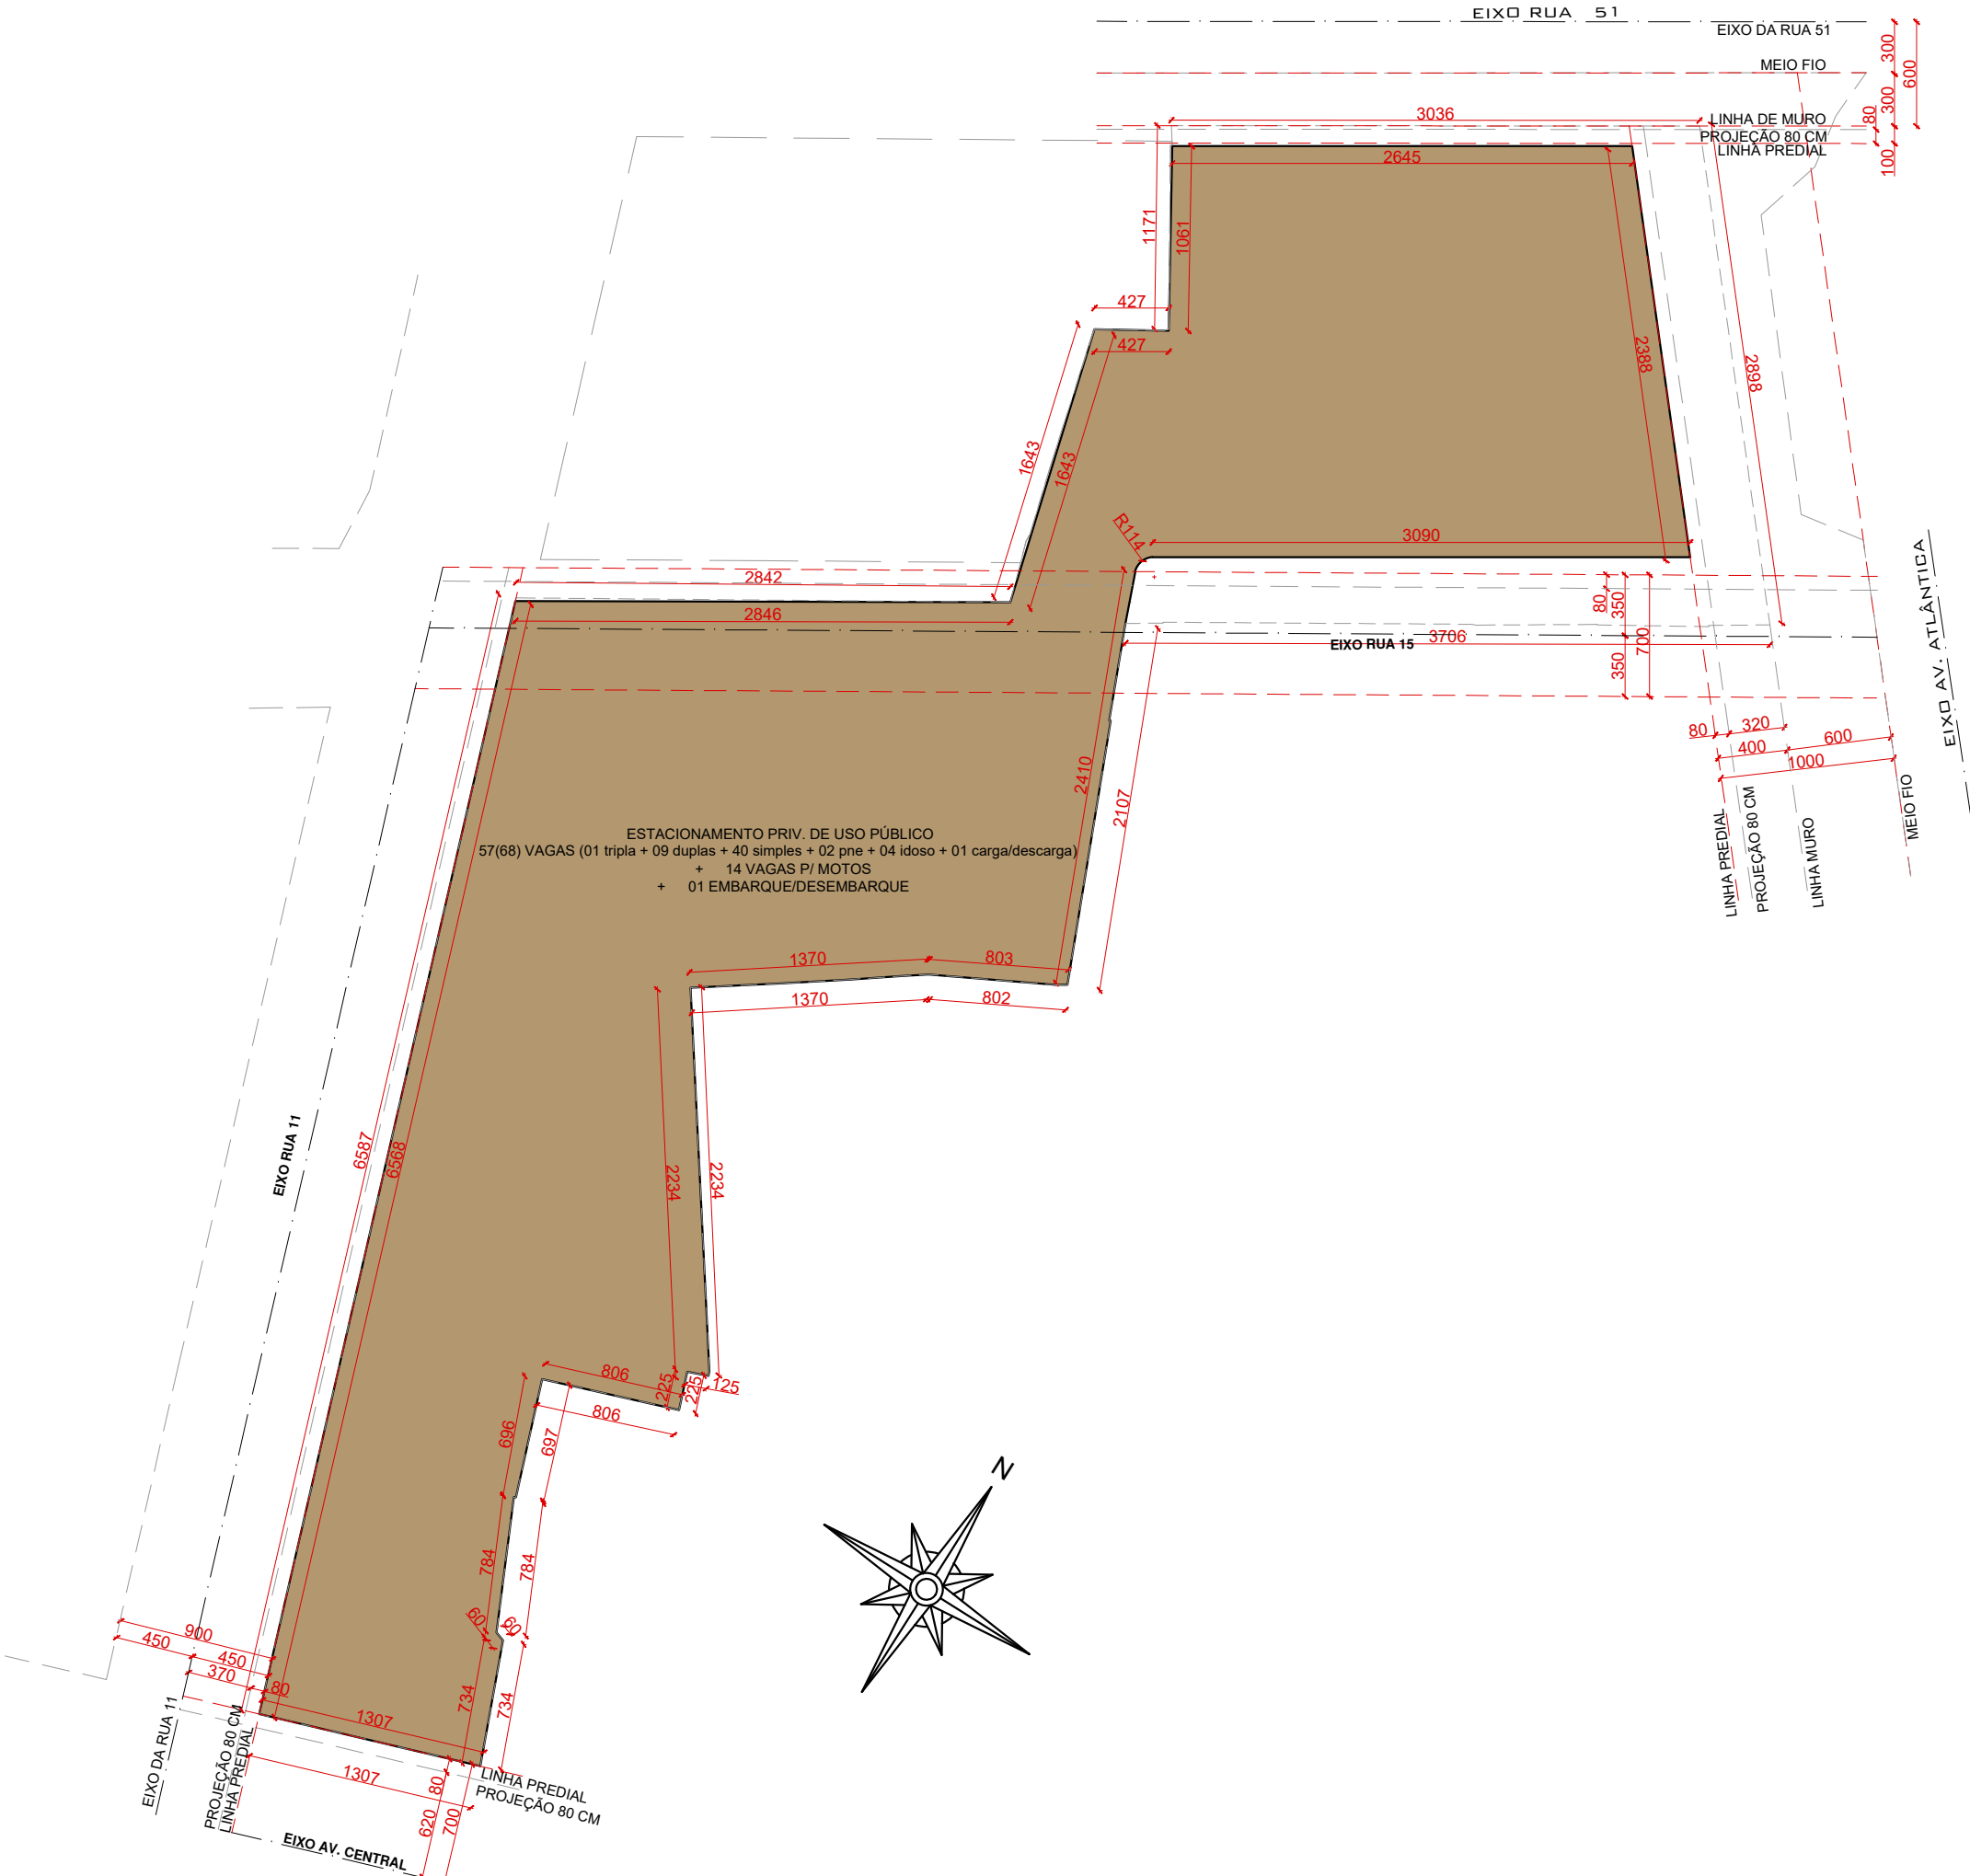 EIXO RUA 51
EIXO DA RUA 51
MEIO FIO
300
600
300
80
100
3036
LINHA DE MURO
PROJEÇÃO 80 CM
LINHA PREDIAL
2645
1171
1061
427
427
2388
2898
1643
1643
R114
3090
2842
2846
80
350
700
350
EIXO RUA 15
3706
EIXO AV. ATLÂNTICA
80
320
600
400
1000
LINHA PREDIAL
PROJEÇÃO 80 CM
LINHA MURO
MEIO FIO
2410
2107
ESTACIONAMENTO PRIV. DE USO PÚBLICO
57(68) VAGAS (01 tripla + 09 duplas + 40 simples + 02 pne + 04 idoso + 01 carga/descarga)
+ 14 VAGAS P/ MOTOS
+ 01 EMBARQUE/DESEMBARQUE
1370
803
1370
802
EIXO RUA 11
6587
6568
2234
2234
806
225
225
125
806
696
697
N
784
784
60
60
900
450
450
370
80
734
734
1307
1307
EIXO DA RUA 11
PROJEÇÃO 80 CM
LINHA PREDIAL
80
620
700
LINHA PREDIAL
PROJEÇÃO 80 CM
EIXO AV. CENTRAL